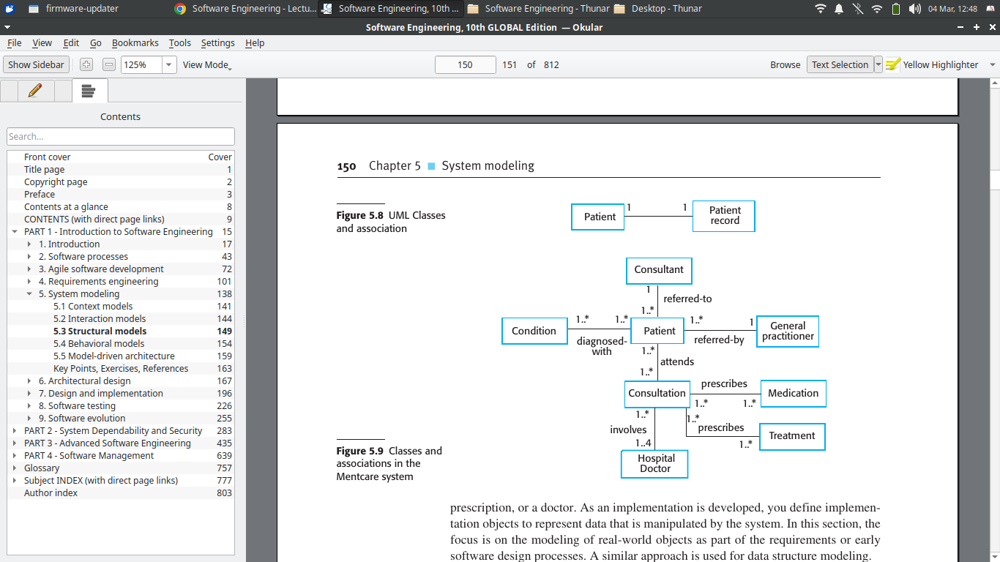 firmware-updater
Software Engineering - Lectu...
Software Engineering, 10th ...
Software Engineering - Thunar
Desktop - Thunar
04 Mar, 12:48
Software Engineering, 10th GLOBAL Edition — Okular
File View Edit Go Bookmarks Tools Settings Help
Show Sidebar
125%
View Mode
150
151 of 812
Browse
Text Selection
Yellow Highlighter
Contents
Search...
Front cover Cover
Title page 1
Copyright page 2
Preface 3
Contents at a glance 8
CONTENTS (with direct page links) 9
PART 1 - Introduction to Software Engineering 15
1. Introduction 17
2. Software processes 43
3. Agile software development 72
4. Requirements engineering 101
5. System modeling 138
5.1 Context models 141
5.2 Interaction models 144
5.3 Structural models 149
5.4 Behavioral models 154
5.5 Model-driven architecture 159
Key Points, Exercises, References 163
6. Architectural design 167
7. Design and implementation 196
8. Software testing 226
9. Software evolution 255
PART 2 - System Dependability and Security 283
PART 3 - Advanced Software Engineering 435
PART 4 - Software Management 639
Glossary 757
Subject INDEX (with direct page links) 777
Author index 803
150 Chapter 5 System modeling
Figure 5.8 UML Classes
and association
Patient
1
1
Patient
record
Consultant
1
referred-to
1..*
Condition
1..*
1..*
diagnosed-
with
Patient
1..*
1
referred-by
General
practitioner
1..*
attends
1..*
Consultation
prescribes
1..*
1..*
Medication
1..*
prescribes
1..*
Treatment
1..*
involves
1..4
Hospital
Doctor
Figure 5.9 Classes and
associations in the
Mentcare system
prescription, or a doctor. As an implementation is developed, you define implemen-
tation objects to represent data that is manipulated by the system. In this section, the
focus is on the modeling of real-world objects as part of the requirements or early
software design processes. A similar approach is used for data structure modeling.